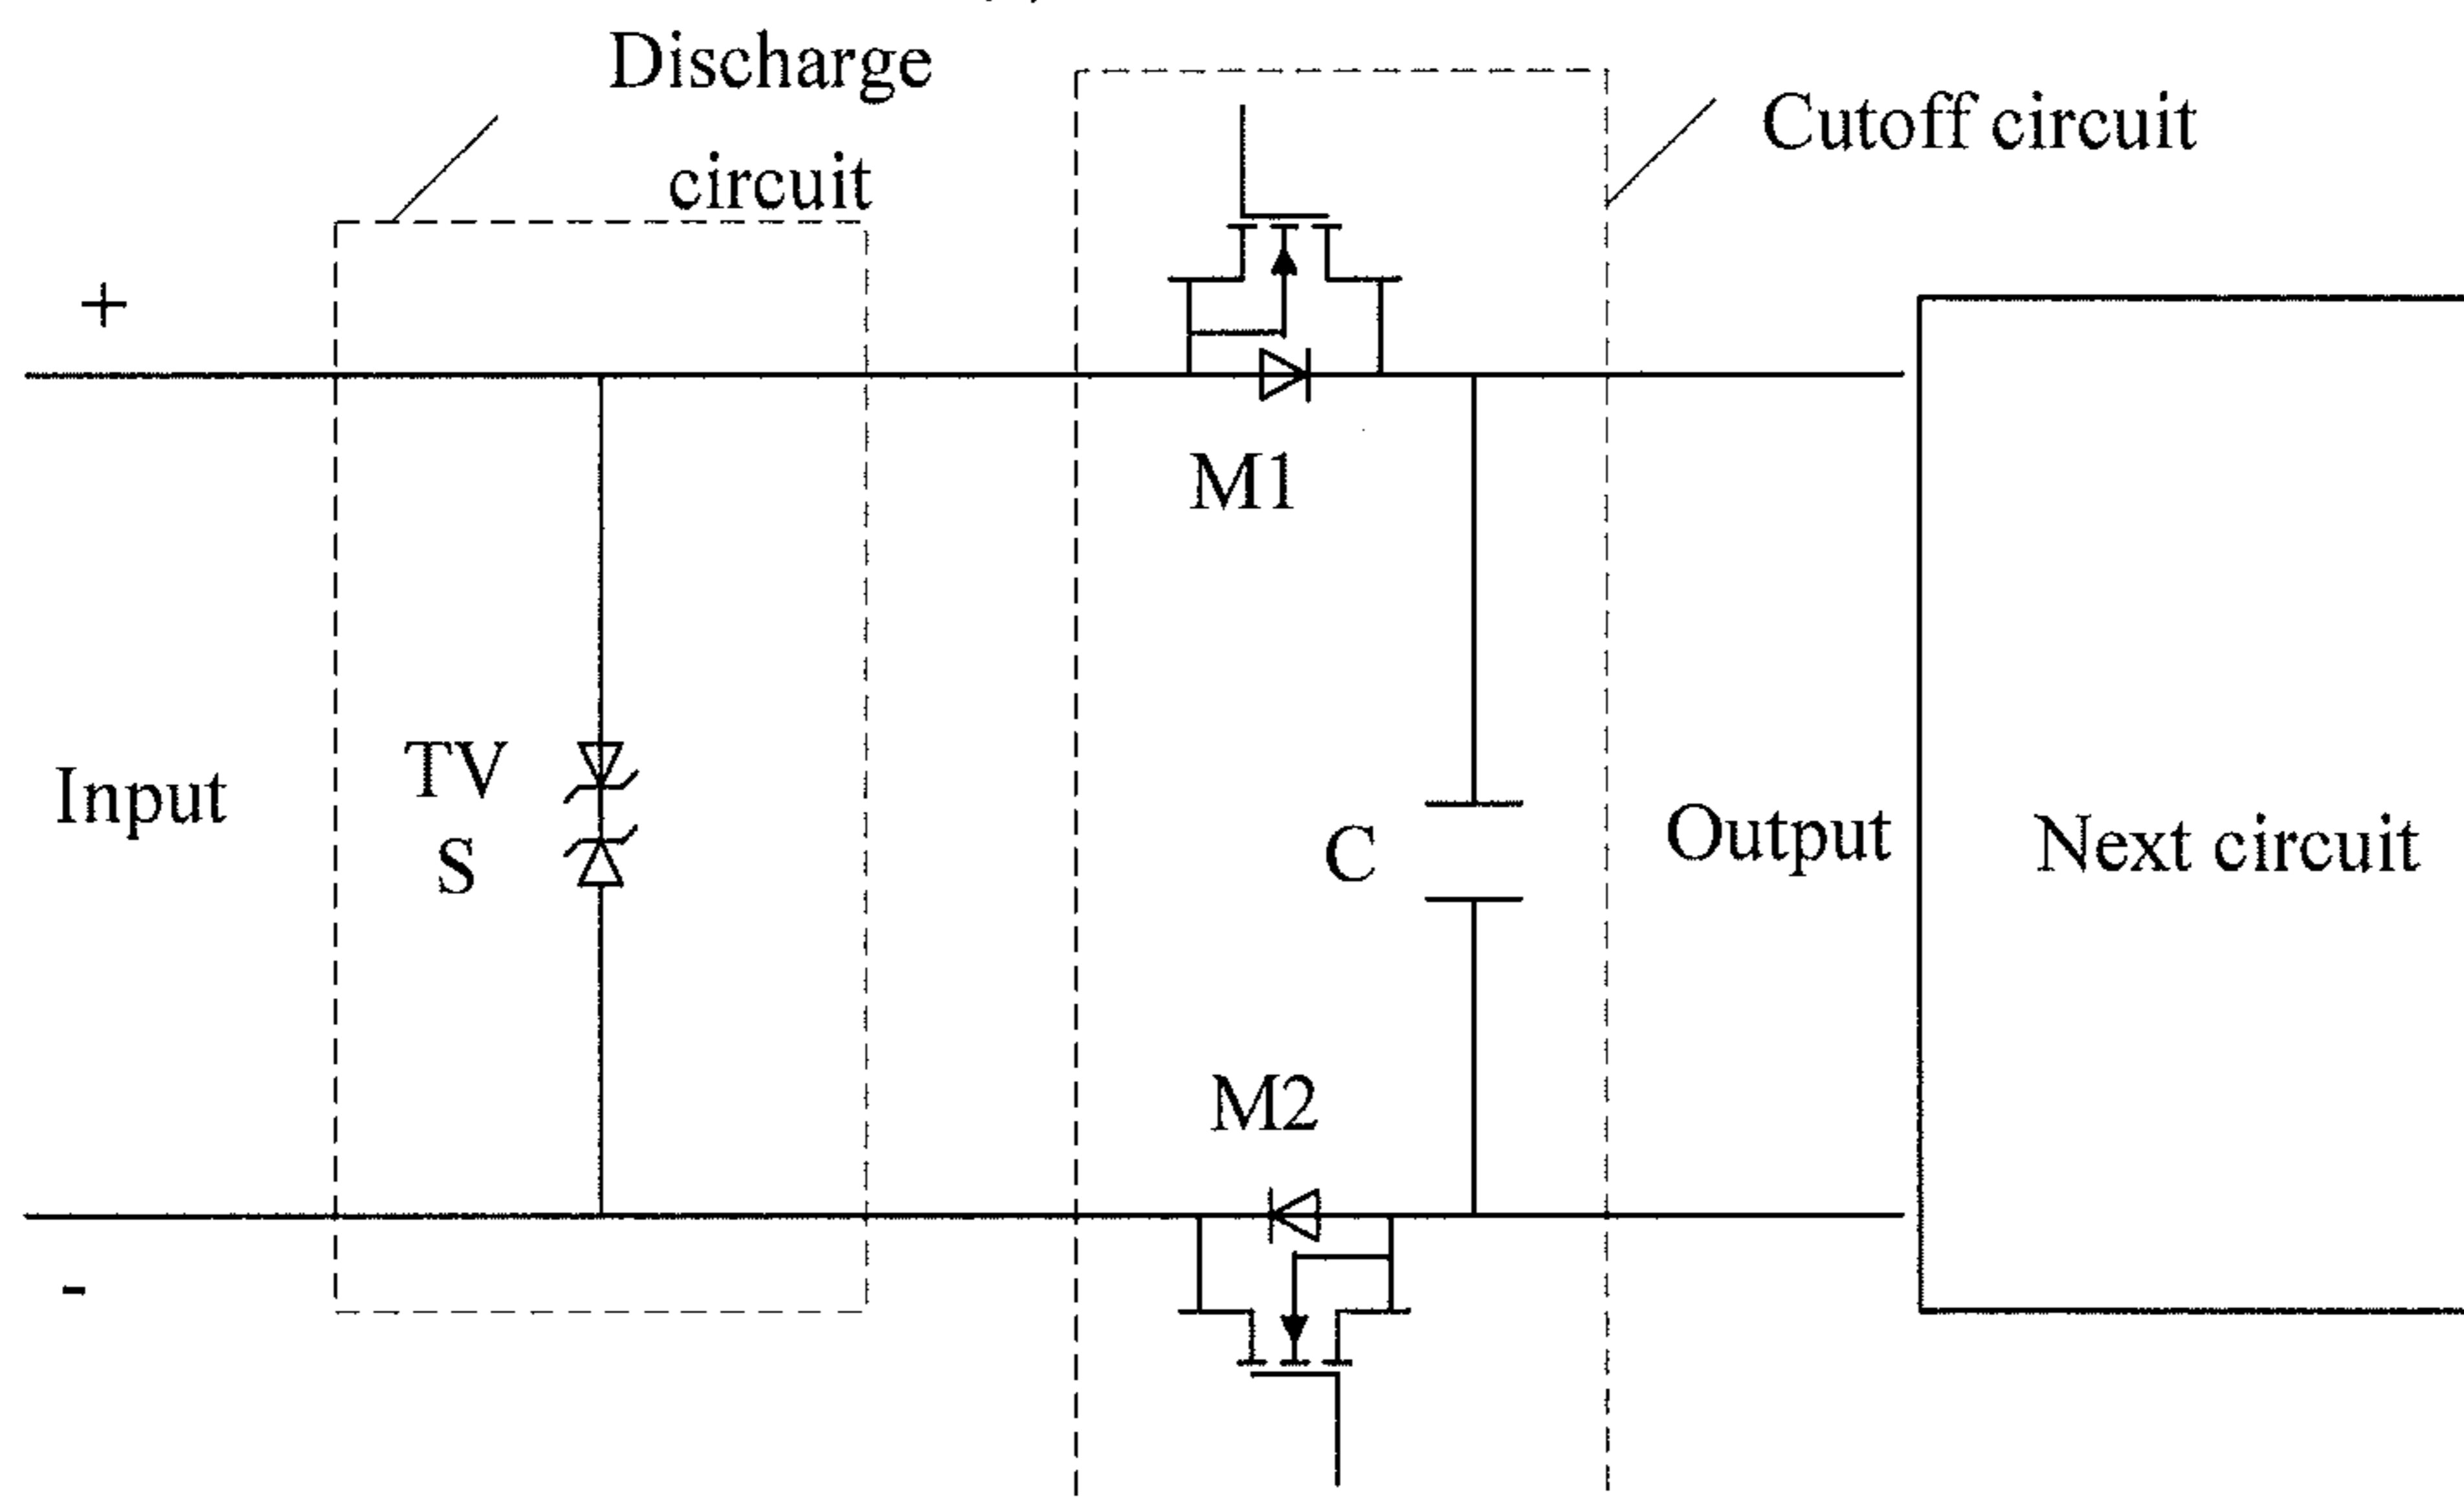 Discharge
circuit
Cutoff circuit
+
M1
TV
S
Input
C
Output
Next circuit
M2
-